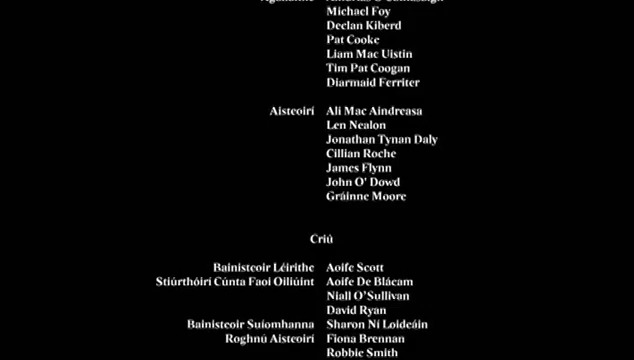 Michael Foy
Declan Kiberd
Pat Cooke
Liam Mac Uistin
Tim Pat Coogan
Diarmaid Ferriter
Aisteoirí Ali Mac Aindreasa
Len Nealon
Jonathan Tynan Daly
Cillian Roche
James Flynn
John O' Dowd
Gráinne Moore
Criú
Bainisteoir Léirithe Aoife Scott
Stiúrthóirí Cúnta Faoi Oiliúint Aoife De Blácam
Niall O'Sullivan
David Ryan
Bainisteoir Suíomhanna Sharon Ní Loideáin
Roghnú Aisteoirí Fiona Brennan
Robbie Smith